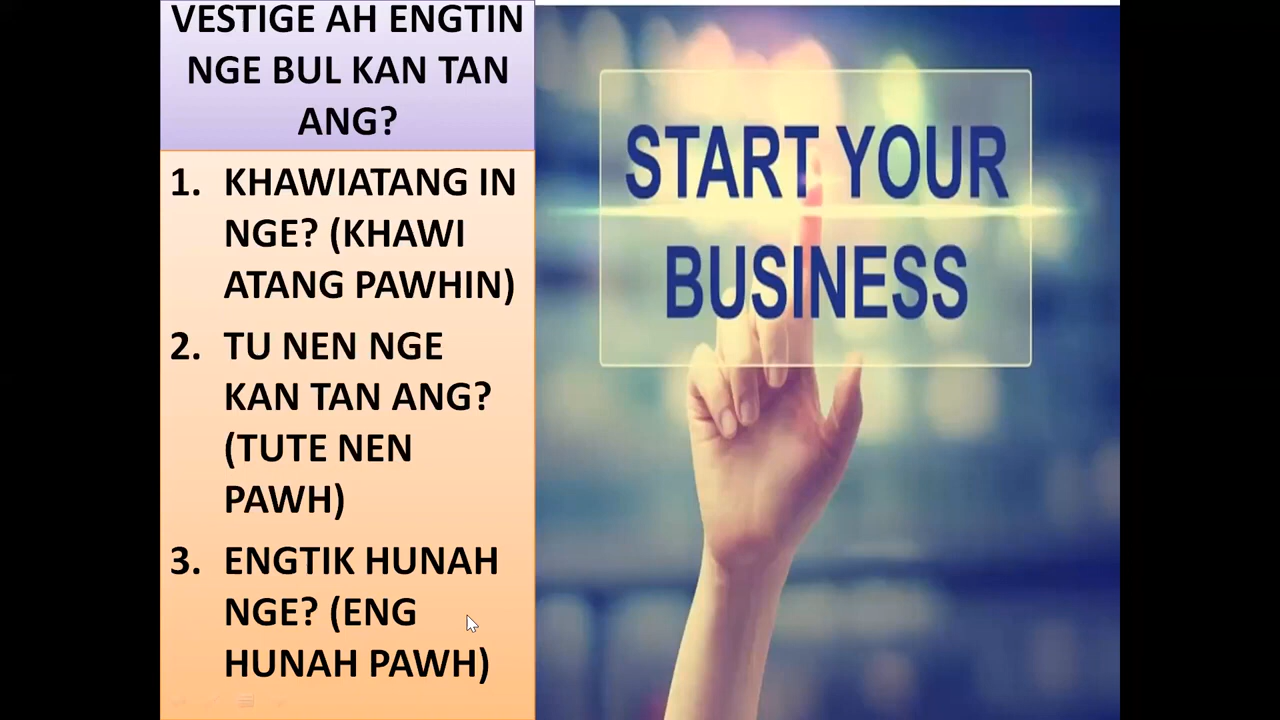 VESTIGE AH ENGTIN
NGE BUL KAN TAN
ANG?
1. KHAWIATANG IN
NGE? (KHAWI
ATANG PAWHIN)
2. TU NEN NGE
KAN TAN ANG?
(TUTE NEN
PAWH)
3. ENGTIK HUNAH
NGE? (ENG
HUNAH PAWH)
START YOUR
BUSINESS